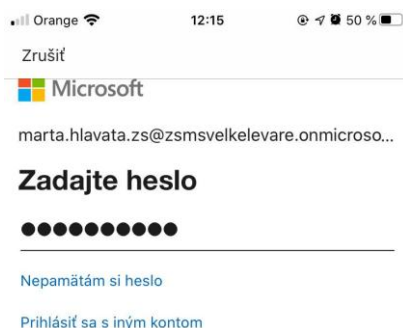 Orange 12:15 50 %
Zrušiť
Microsoft
marta.hlavata.zs@zsmsvelkelevare.onmicroso...
Zadajte heslo
Nepamätám si heslo
Prihlásiť sa s iným kontom